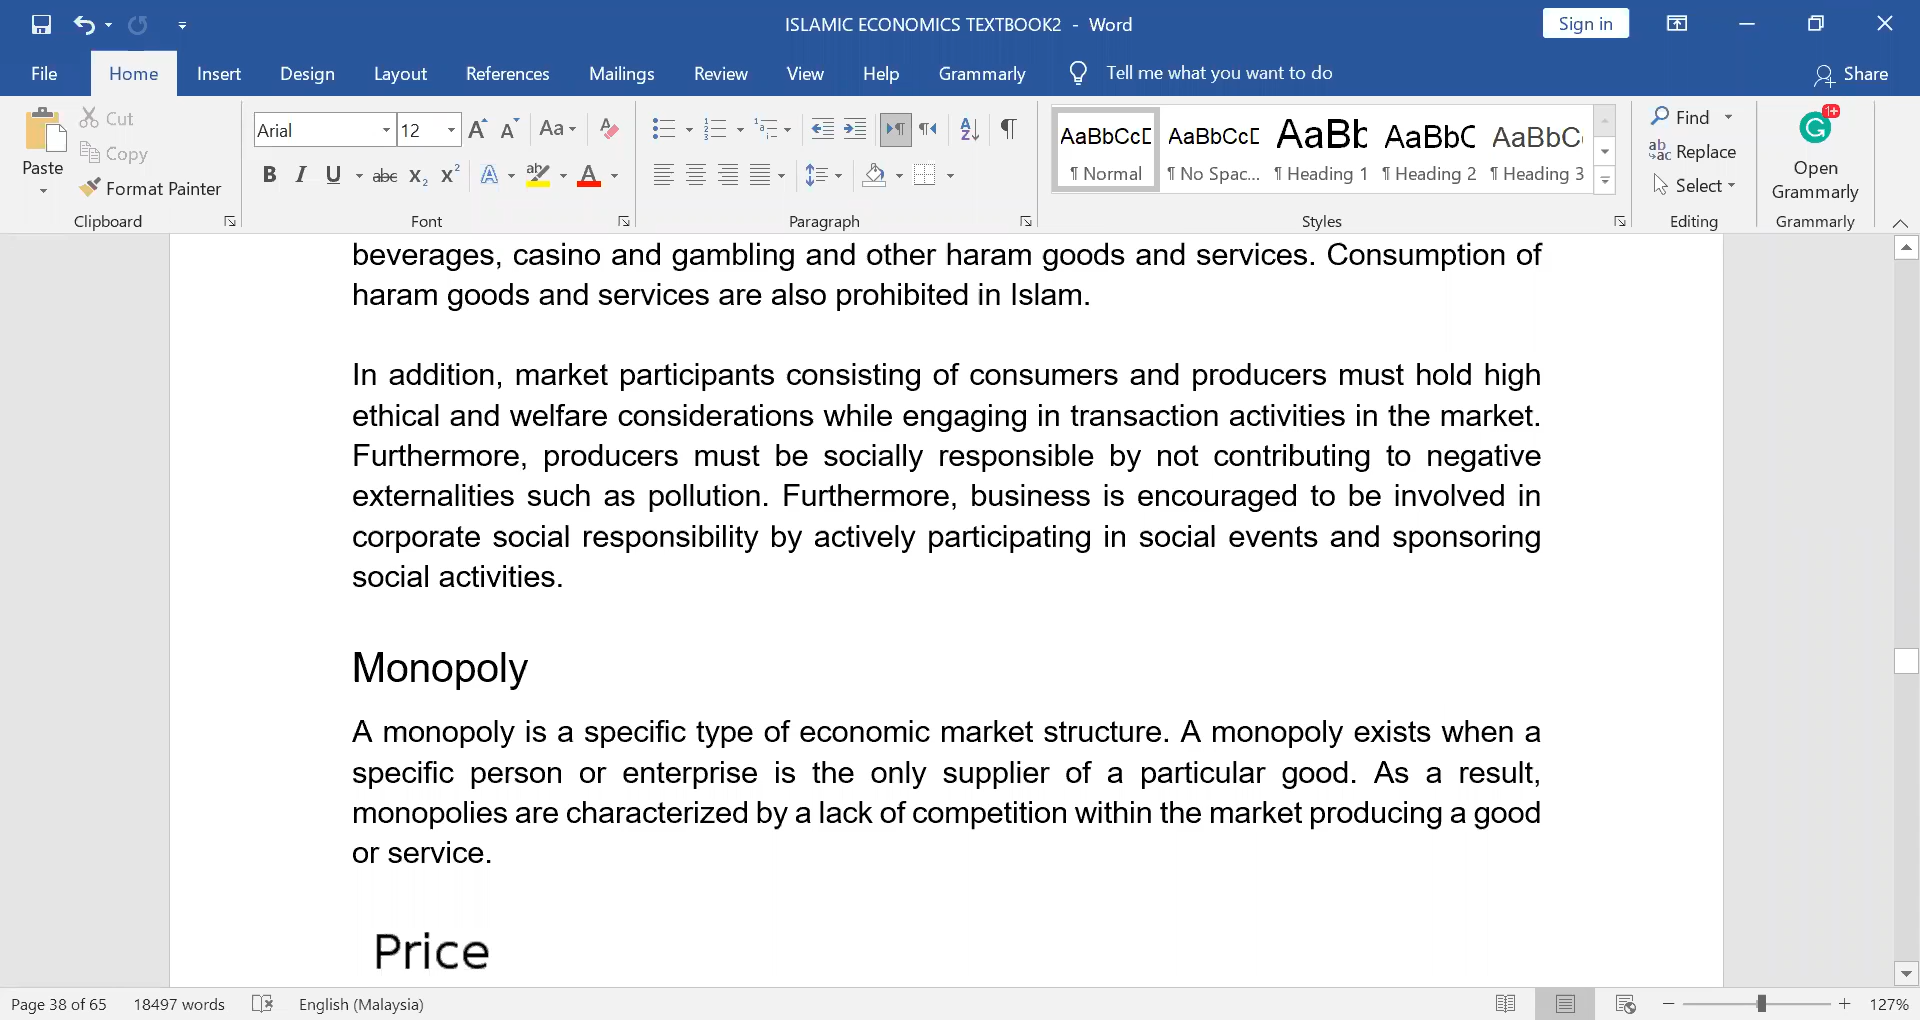 ISLAMIC ECONOMICS TEXTBOOK2 - Word
Sign in
File Home Insert Design Layout References Mailings Review View Help Grammarly Tell me what you want to do Share
Paste
Cut
Copy
Format Painter
Clipboard
Arial 12
Font
Paragraph
AaBbCcD AaBbCcD AaBb AaBbC AaBbC
¶ Normal ¶ No Spac... ¶ Heading 1 ¶ Heading 2 ¶ Heading 3
Styles
Find
Replace
Select
Editing
1+
Open
Grammarly
Grammarly
beverages, casino and gambling and other haram goods and services. Consumption of
haram goods and services are also prohibited in Islam.
In addition, market participants consisting of consumers and producers must hold high
ethical and welfare considerations while engaging in transaction activities in the market.
Furthermore, producers must be socially responsible by not contributing to negative
externalities such as pollution. Furthermore, business is encouraged to be involved in
corporate social responsibility by actively participating in social events and sponsoring
social activities.
Monopoly
A monopoly is a specific type of economic market structure. A monopoly exists when a
specific person or enterprise is the only supplier of a particular good. As a result,
monopolies are characterized by a lack of competition within the market producing a good
or service.
Price
Page 38 of 65 18497 words English (Malaysia) 127%